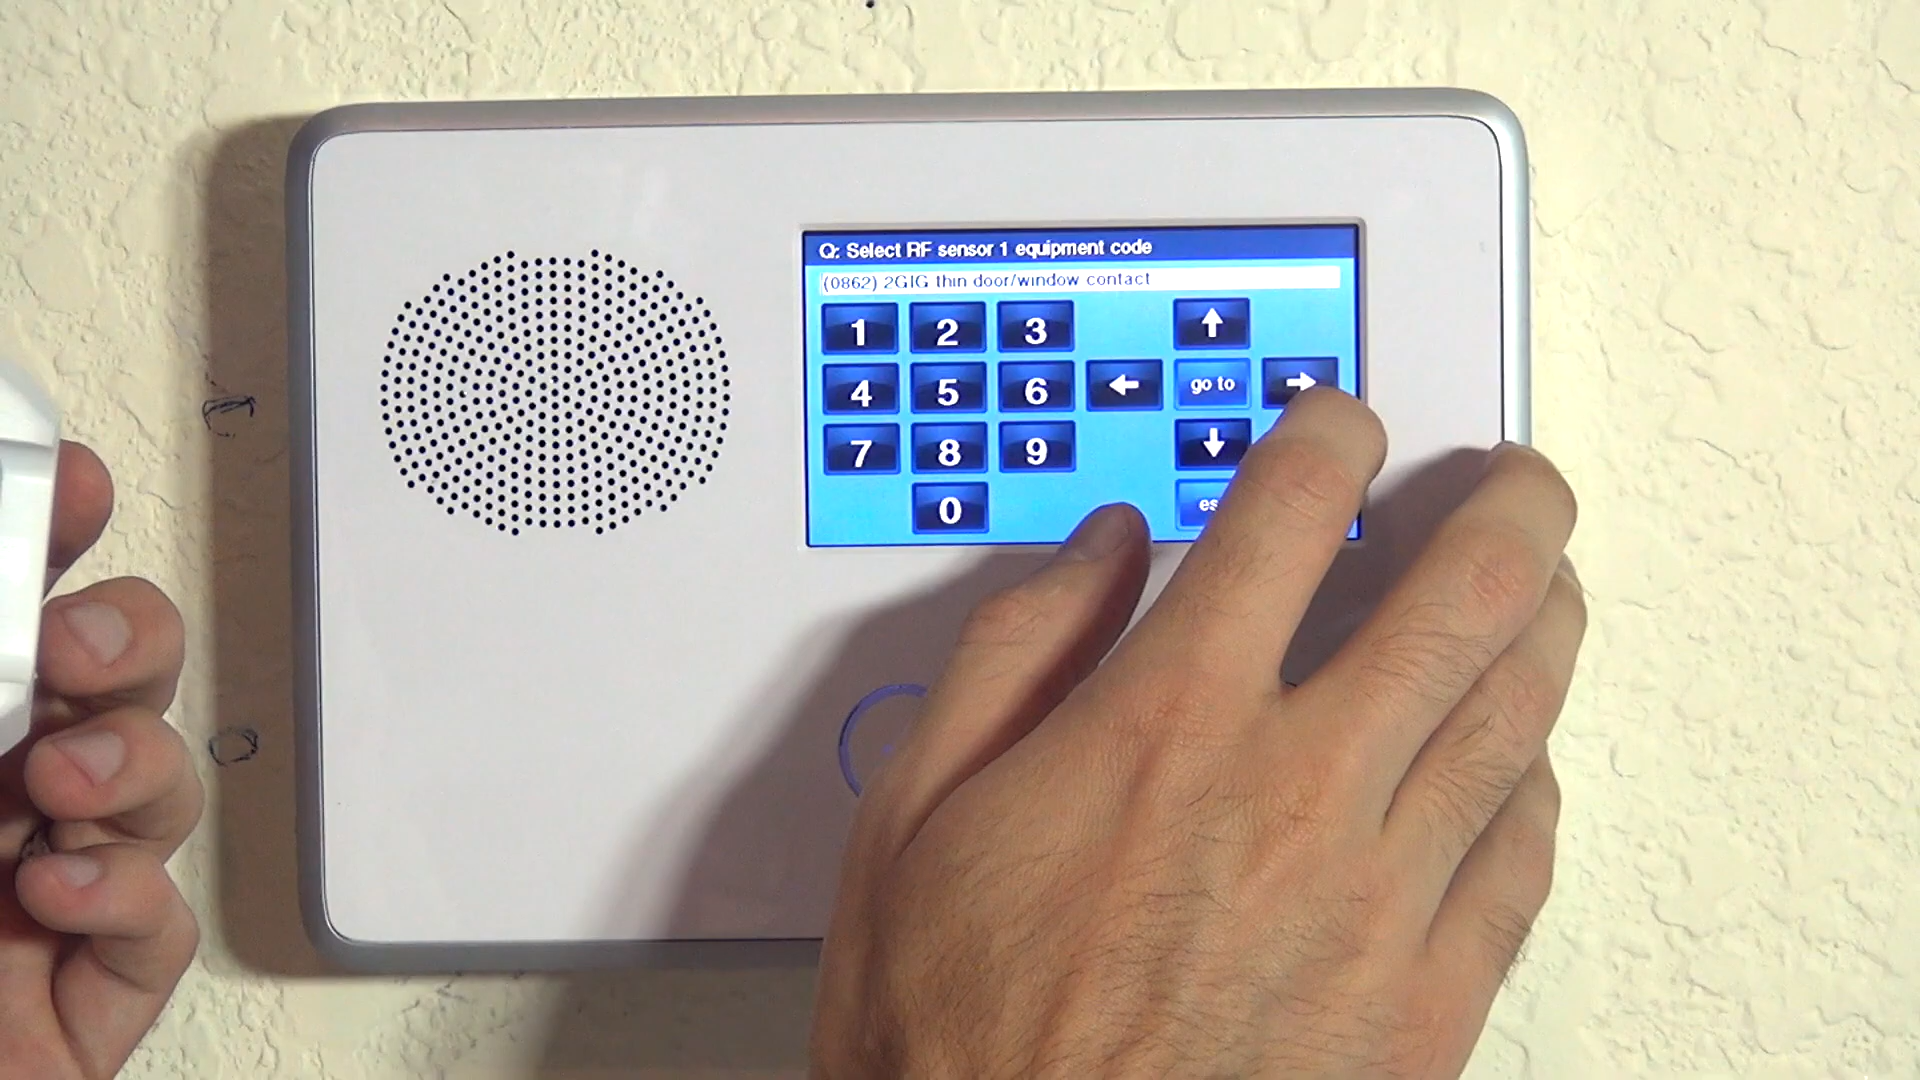 Q: Select RF sensor 1 equipment code
(0862) 2GIG thin door/window contact
1 2 3
4 5 6 go to
7 8 9
0